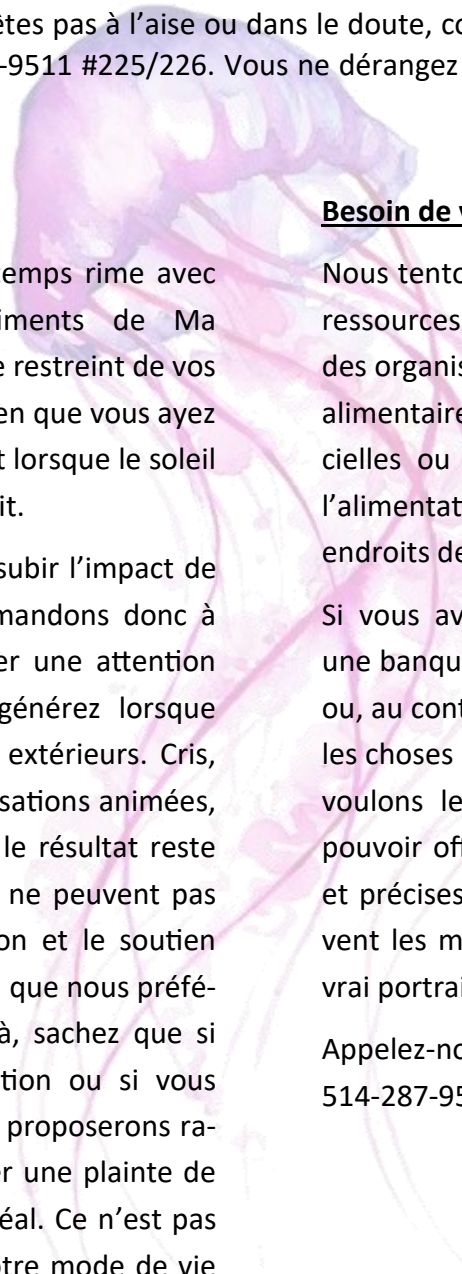 êtes pas à l’aise ou dans le doute, co
-9511 #225/226. Vous ne dérangez
temps rime avec
iments de Ma
e restreint de vos
en que vous ayez
t lorsque le soleil
it.
subir l’impact de
mandons donc à
er une attention
générez lorsque
extérieurs. Cris,
sations animées,
le résultat reste
ne peuvent pas
on et le soutien
que nous préfé-
à, sachez que si
tion ou si vous
proposerons ra-
er une plainte de
éal. Ce n’est pas
otre mode de vie
Besoin de v
Nous tento
ressources
des organis
alimentaire
cielles ou
l’alimentat
endroits de
Si vous av
une banqu
ou, au cont
les choses
voulons le
pouvoir off
et précises
vent les m
vrai portrai
Appelez-no
514-287-95